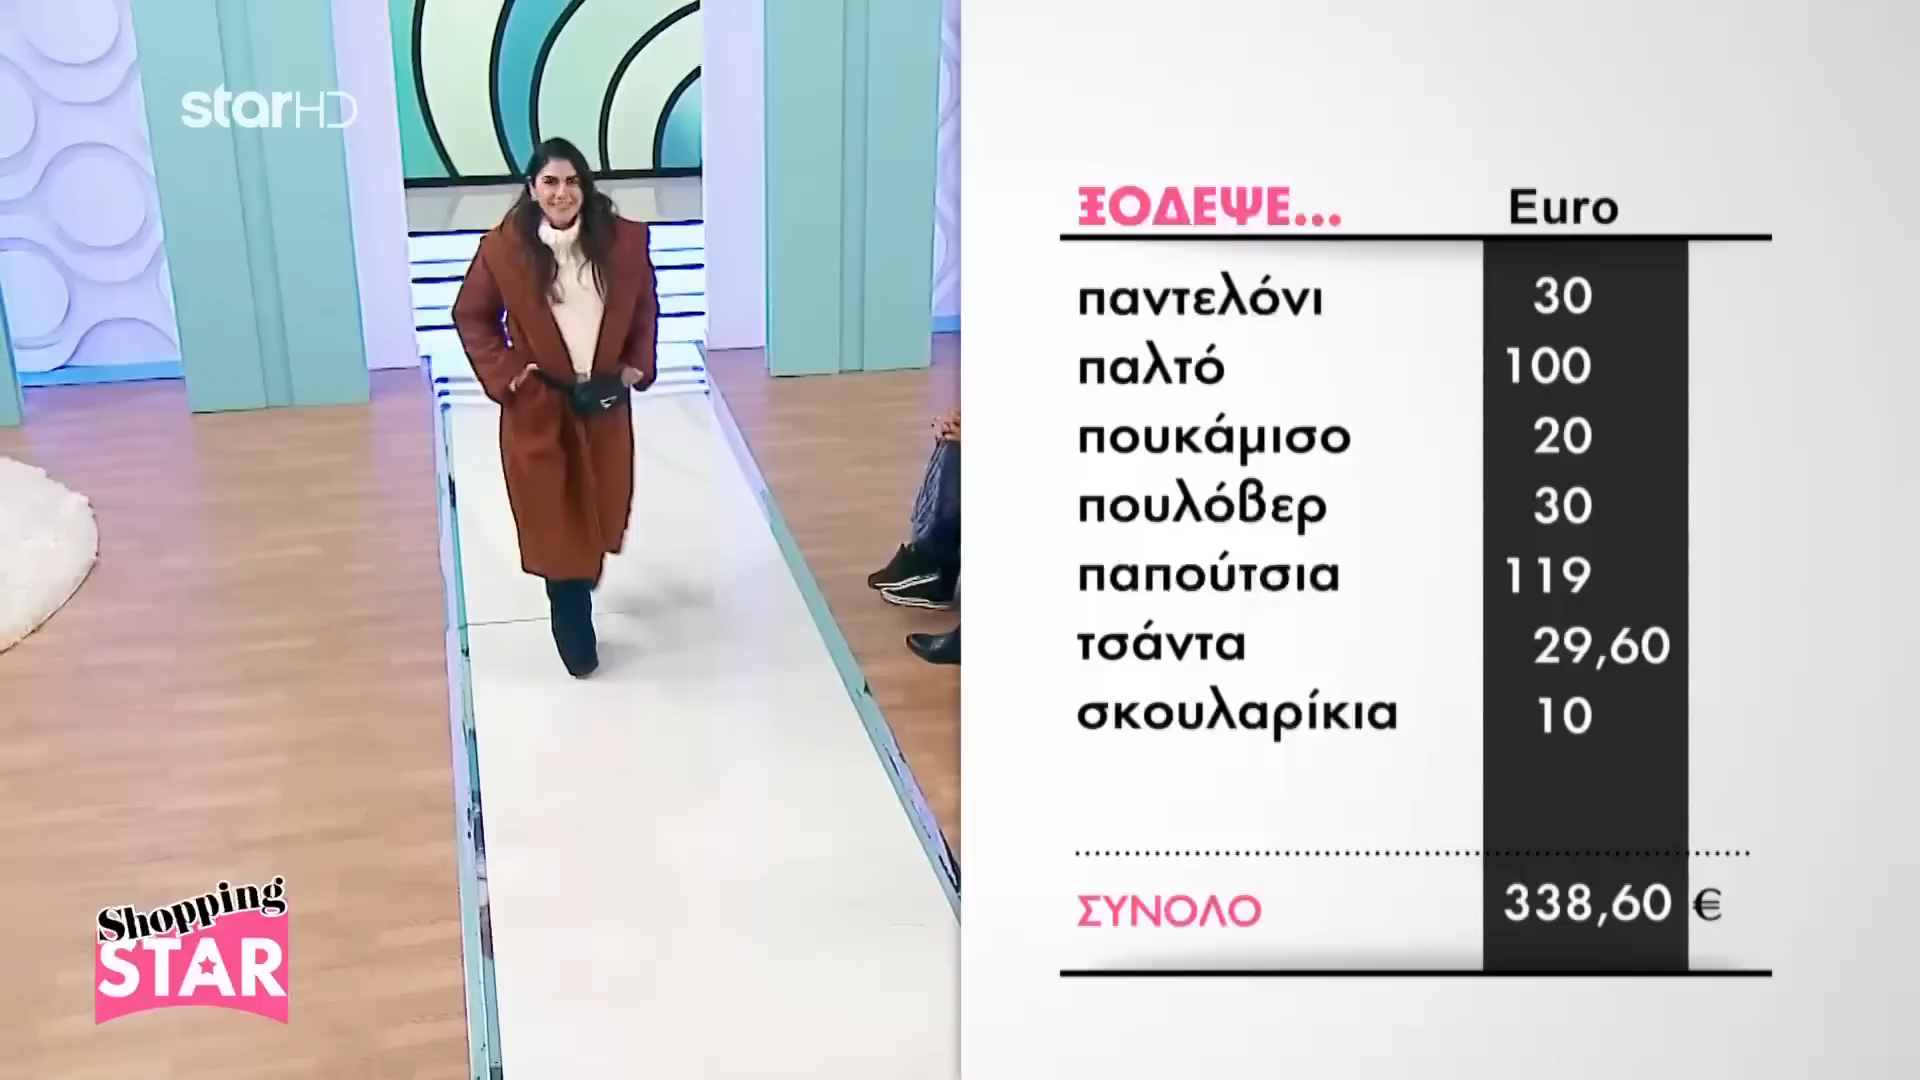 starHD
ΞΟΔΕΨΕ... Euro
παντελόνι 30
παλτό 100
πουκάμισο 20
πουλόβερ 30
παπούτσια 119
τσάντα 29,60
σκουλαρίκια 10
ΣΥΝΟΛΟ 338,60 €
Shopping
STAR